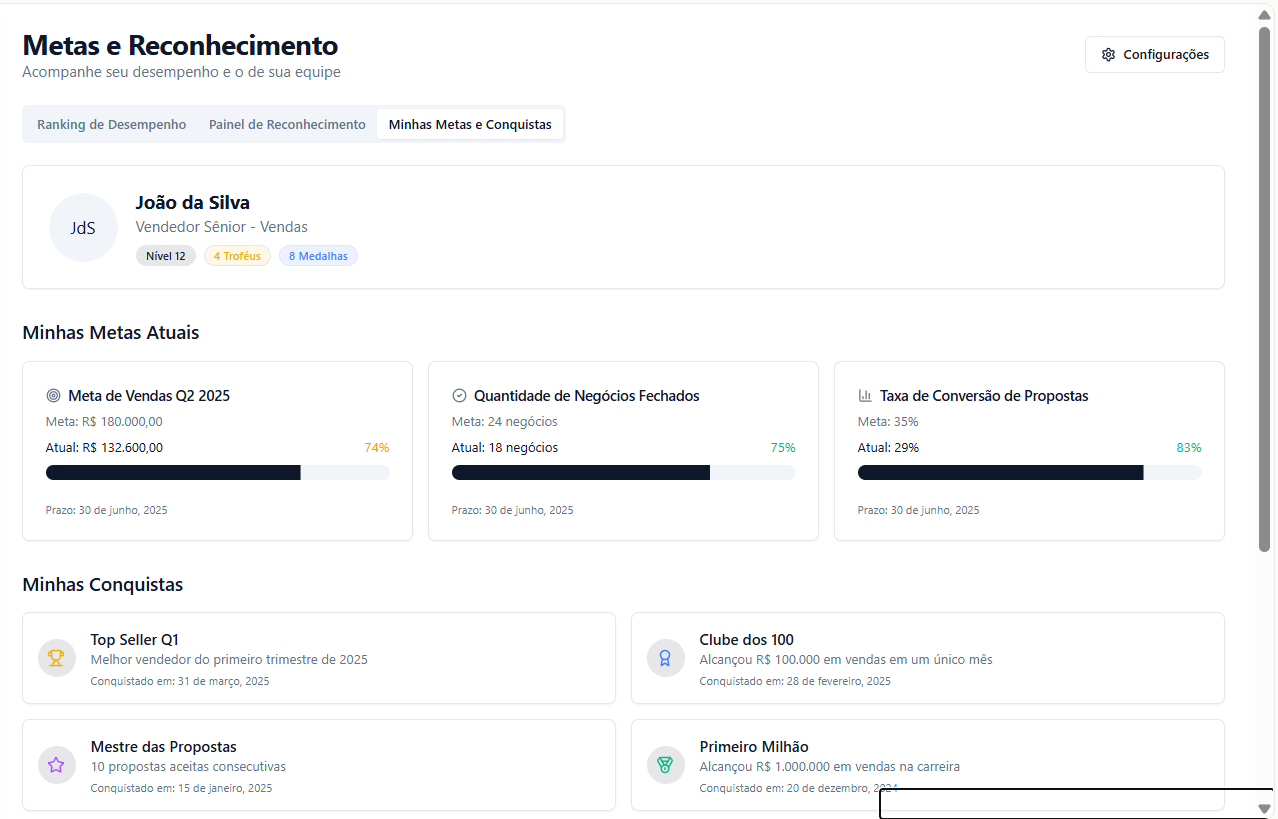 Metas e Reconhecimento
Acompanhe seu desempenho e o de sua equipe
Configurações
Ranking de Desempenho
Painel de Reconhecimento
Minhas Metas e Conquistas
JdS
João da Silva
Vendedor Sênior - Vendas
Nível 12
4 Troféus
8 Medalhas
Minhas Metas Atuais
Meta de Vendas Q2 2025
Meta: R$ 180.000,00
Atual: R$ 132.600,00
74%
Prazo: 30 de junho, 2025
Quantidade de Negócios Fechados
Meta: 24 negócios
Atual: 18 negócios
75%
Prazo: 30 de junho, 2025
Taxa de Conversão de Propostas
Meta: 35%
Atual: 29%
83%
Prazo: 30 de junho, 2025
Minhas Conquistas
Top Seller Q1
Melhor vendedor do primeiro trimestre de 2025
Conquistado em: 31 de março, 2025
Clube dos 100
Alcançou R$ 100.000 em vendas em um único mês
Conquistado em: 28 de fevereiro, 2025
Mestre das Propostas
10 propostas aceitas consecutivas
Conquistado em: 15 de janeiro, 2025
Primeiro Milhão
Alcançou R$ 1.000.000 em vendas na carreira
Conquistado em: 20 de dezembro, 2024